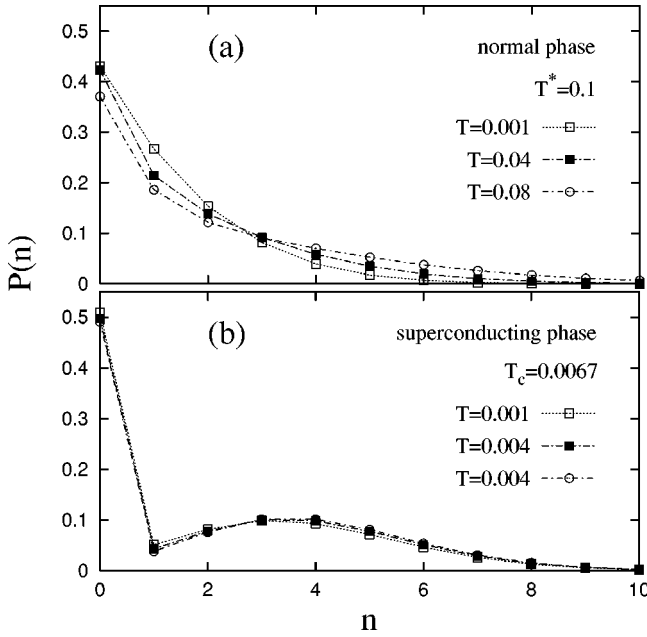 0.5
(a)
normal phase
0.4
T*=0.1
P(n)
0.3
T=0.001
T=0.04
0.2
T=0.08
0.1
0
0.5
(b)
superconducting phase
0.4
T_c=0.0067
0.3
T=0.001
T=0.004
0.2
T=0.004
0.1
0
0 2 4 6 8 10
n